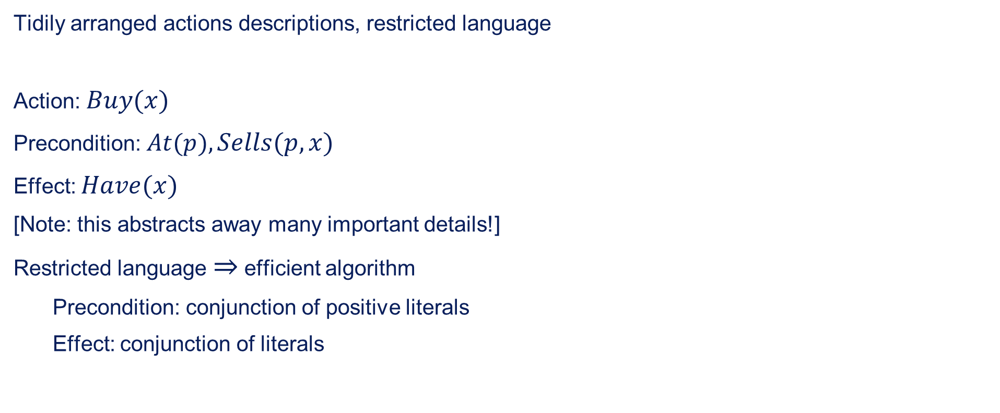 Tidily arranged actions descriptions, restricted language
Action: Buy(x)
Precondition: At(p), Sells(p, x)
Effect: Have(x)
[Note: this abstracts away many important details!]
Restricted language ⇒ efficient algorithm
Precondition: conjunction of positive literals
Effect: conjunction of literals